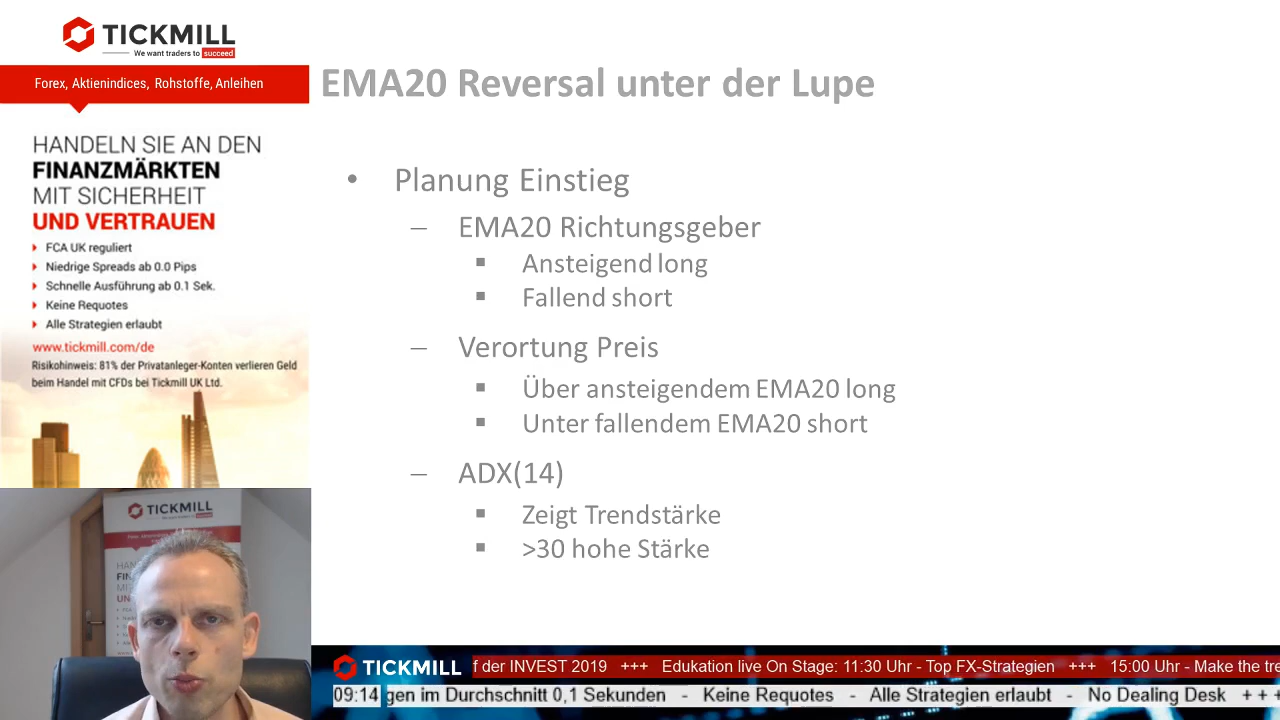 TICKMILL
We want traders to succeed
Forex, Aktienindices, Rohstoffe, Anleihen
HANDELN SIE AN DEN
FINANZMÄRKTEN
MIT SICHERHEIT
UND VERTRAUEN
FCA UK reguliert
Niedrige Spreads ab 0.0 Pips
Schnelle Ausführung ab 0.1 Sek.
Keine Requotes
Alle Strategien erlaubt
www.tickmill.com/de
Risikohinweis: 81% der Privatanleger-Konten verlieren Geld
beim Handel mit CFDs bei Tickmill UK Ltd.
EMA20 Reversal unter der Lupe
• Planung Einstieg
– EMA20 Richtungsgeber
▪ Ansteigend long
▪ Fallend short
– Verortung Preis
▪ Über ansteigendem EMA20 long
▪ Unter fallendem EMA20 short
– ADX(14)
▪ Zeigt Trendstärke
▪ >30 hohe Stärke
TICKMILL
TICKMILL
f der INVEST 2019 +++ Edukation live On Stage: 11:30 Uhr - Top FX-Strategien +++ 15:00 Uhr - Make the tre
09:14 gen im Durchschnitt 0,1 Sekunden - Keine Requotes - Alle Strategien erlaubt - No Dealing Desk + + +